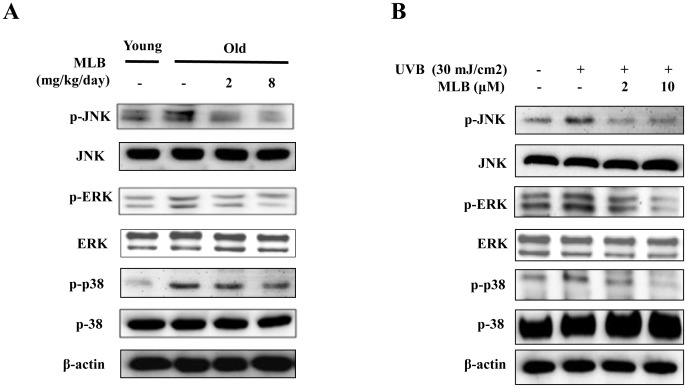 A
Young Old
MLB
(mg/kg/day) - - 2 8
p-JNK
JNK
p-ERK
ERK
p-p38
p-38
β-actin
B
UVB (30 mJ/cm2) - + + +
MLB (μM) - - 2 10
p-JNK
JNK
p-ERK
ERK
p-p38
p-38
β-actin